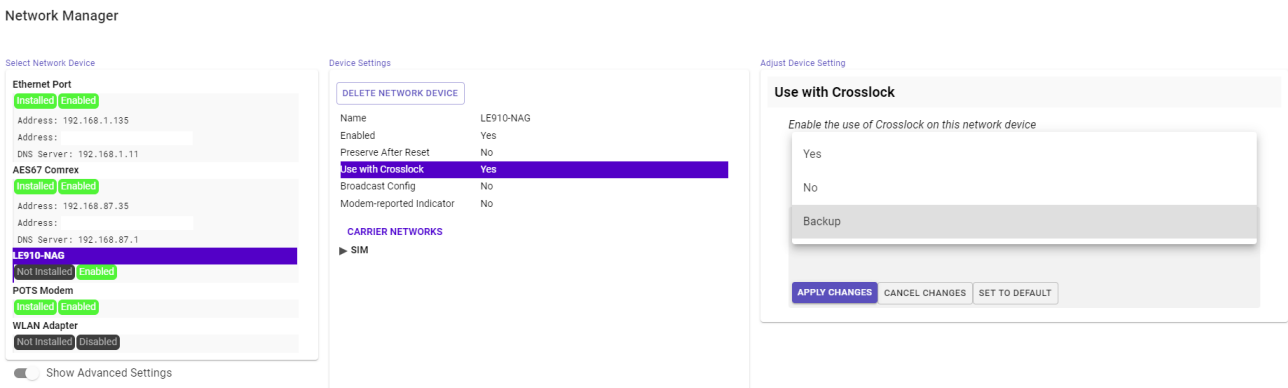 Network Manager
Select Network Device
Ethernet Port
Installed Enabled
Address: 192.168.1.135
Address:
DNS Server: 192.168.1.11
AES67 Comrex
Installed Enabled
Address: 192.168.87.35
Address:
DNS Server: 192.168.87.1
LE910-NAG
Not Installed Enabled
POTS Modem
Installed Enabled
WLAN Adapter
Not Installed Disabled
Show Advanced Settings
Device Settings
DELETE NETWORK DEVICE
Name LE910-NAG
Enabled Yes
Preserve After Reset No
Use with Crosslock Yes
Broadcast Config No
Modem-reported Indicator No
CARRIER NETWORKS
▶ SIM
Adjust Device Setting
Use with Crosslock
Enable the use of Crosslock on this network device
Yes
No
Backup
APPLY CHANGES CANCEL CHANGES SET TO DEFAULT